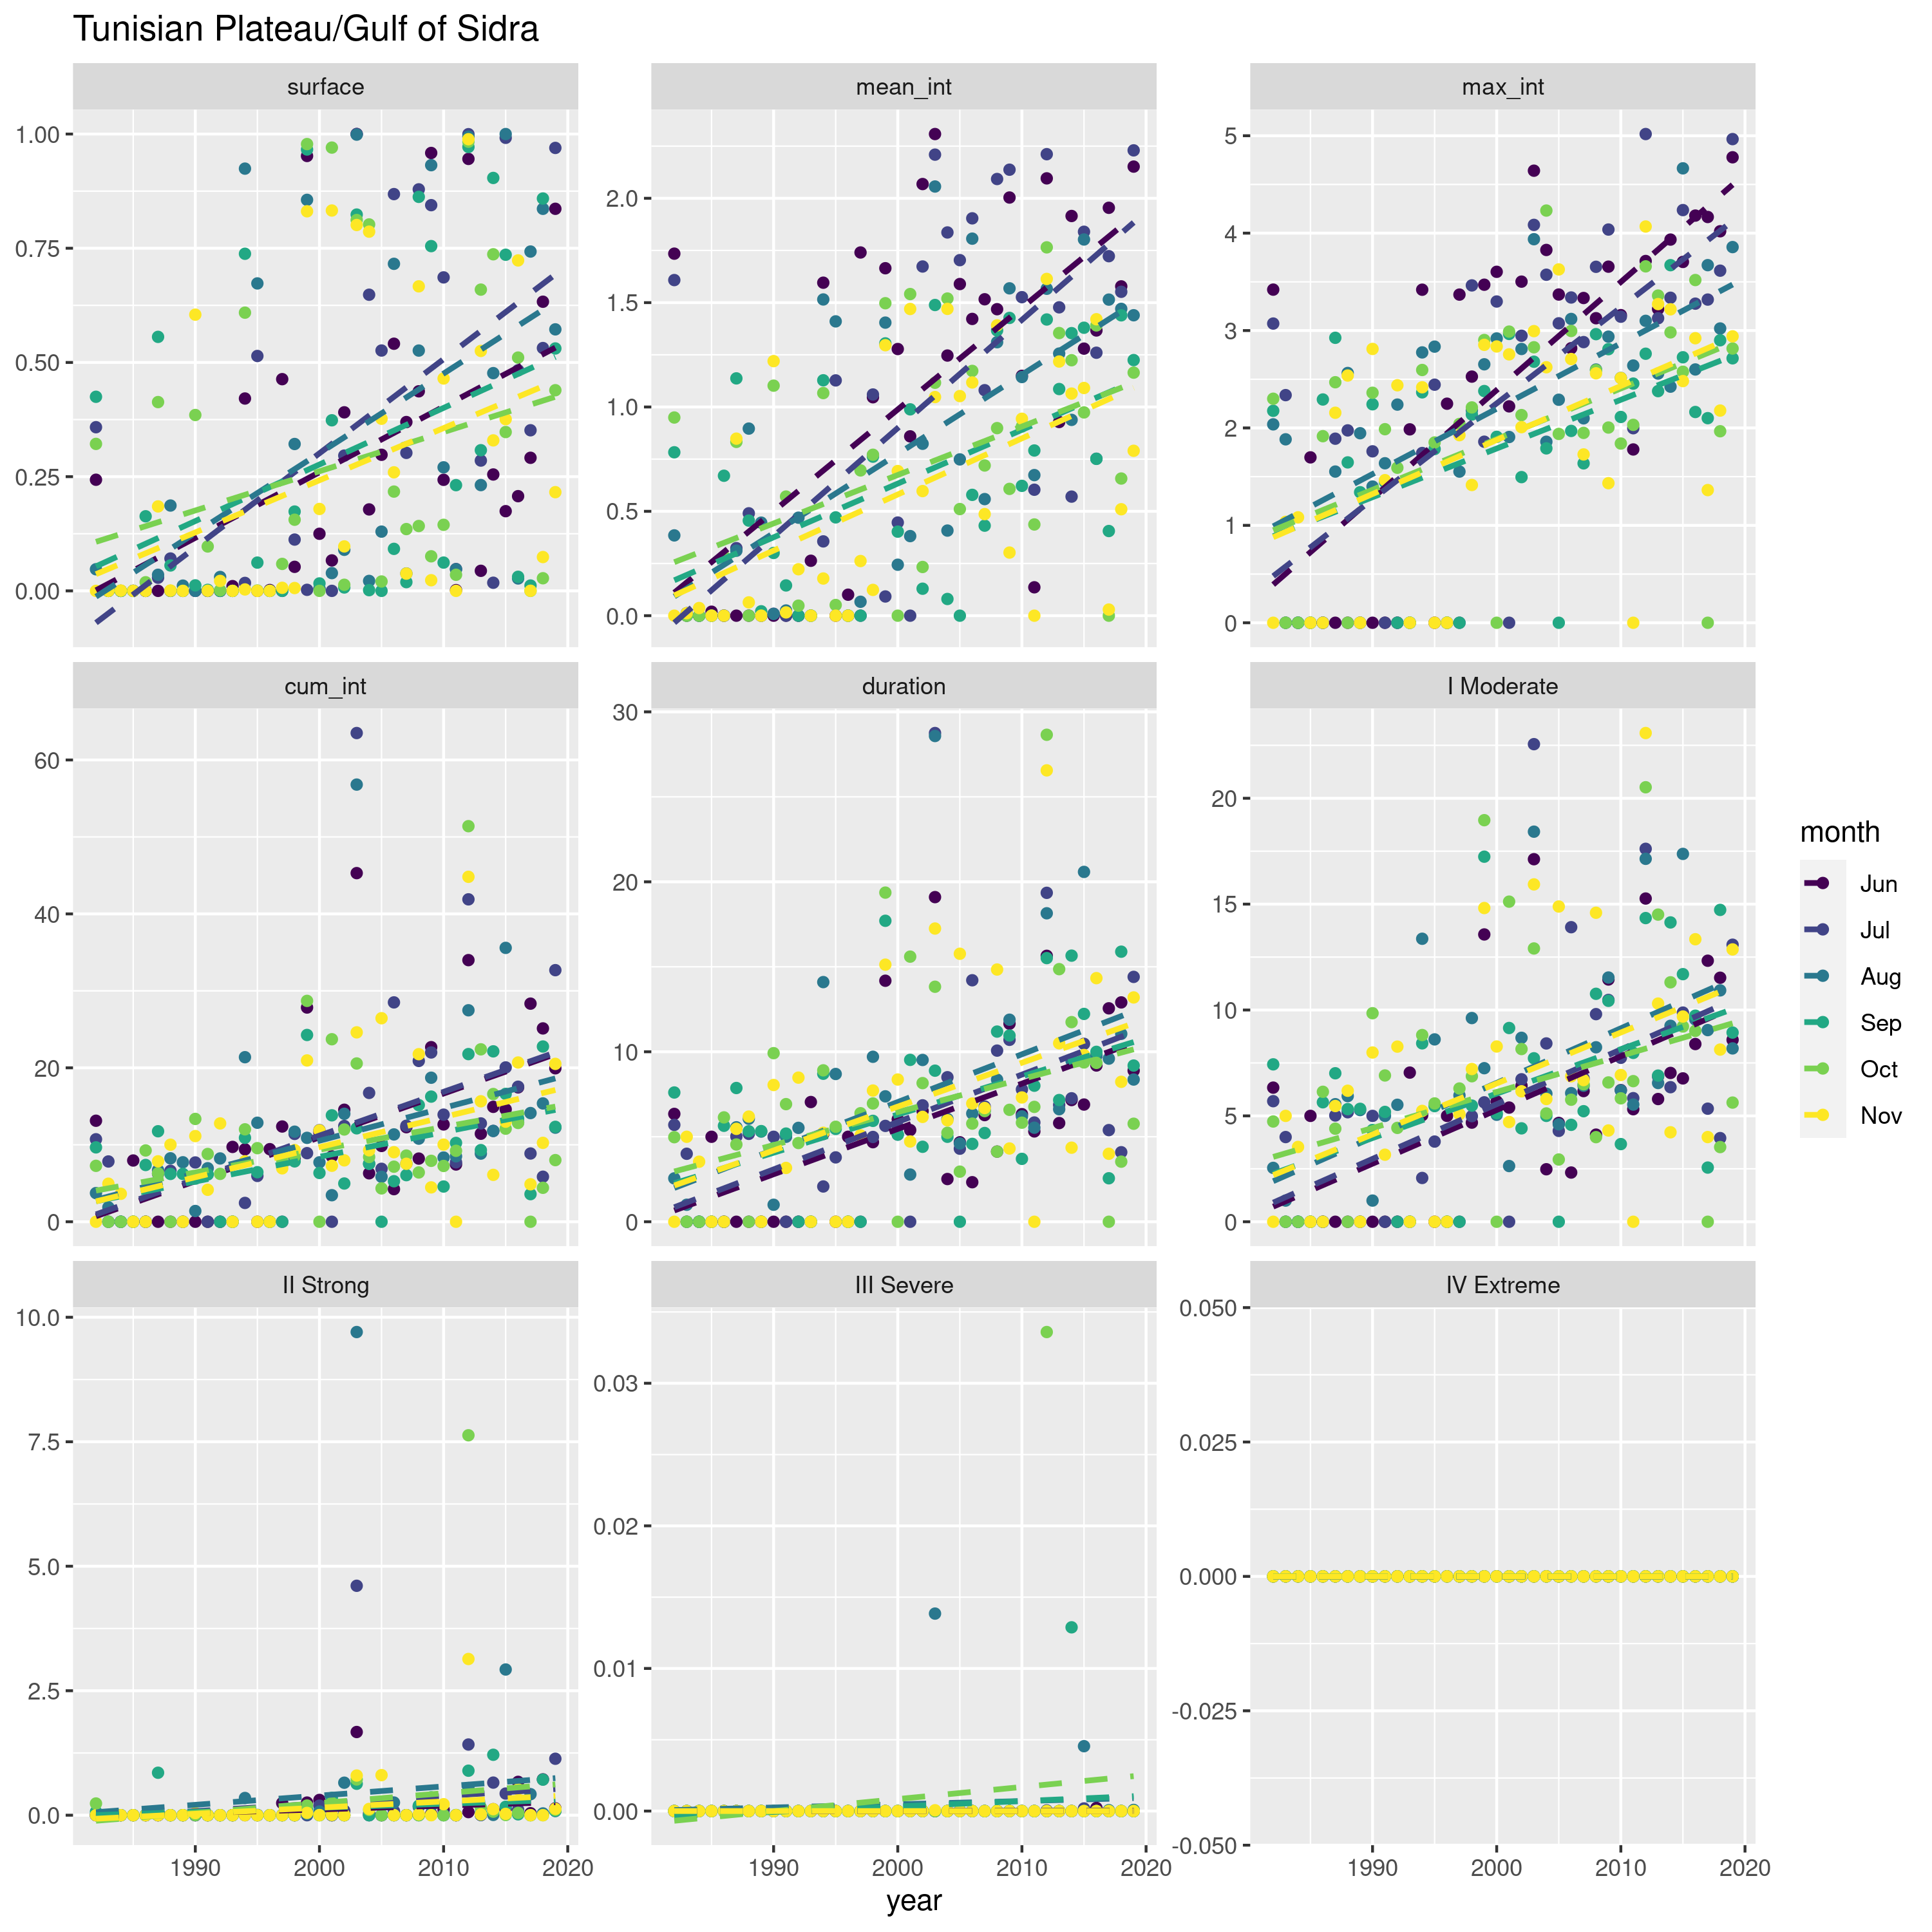 Tunisian Plateau/Gulf of Sidra
surface
mean_int
max_int
1.00
0.75
0.50
0.25
0.00
2.0
1.5
1.0
0.5
0.0
5
4
3
2
1
0
cum_int
duration
I Moderate
60
40
20
0
30
20
10
0
20
15
10
5
0
month
Jun
Jul
Aug
Sep
Oct
Nov
II Strong
III Severe
IV Extreme
10.0
7.5
5.0
2.5
0.0
0.03
0.02
0.01
0.00
0.050
0.025
0.000
-0.025
-0.050
1990 2000 2010 2020
1990 2000 2010 2020
1990 2000 2010 2020
year